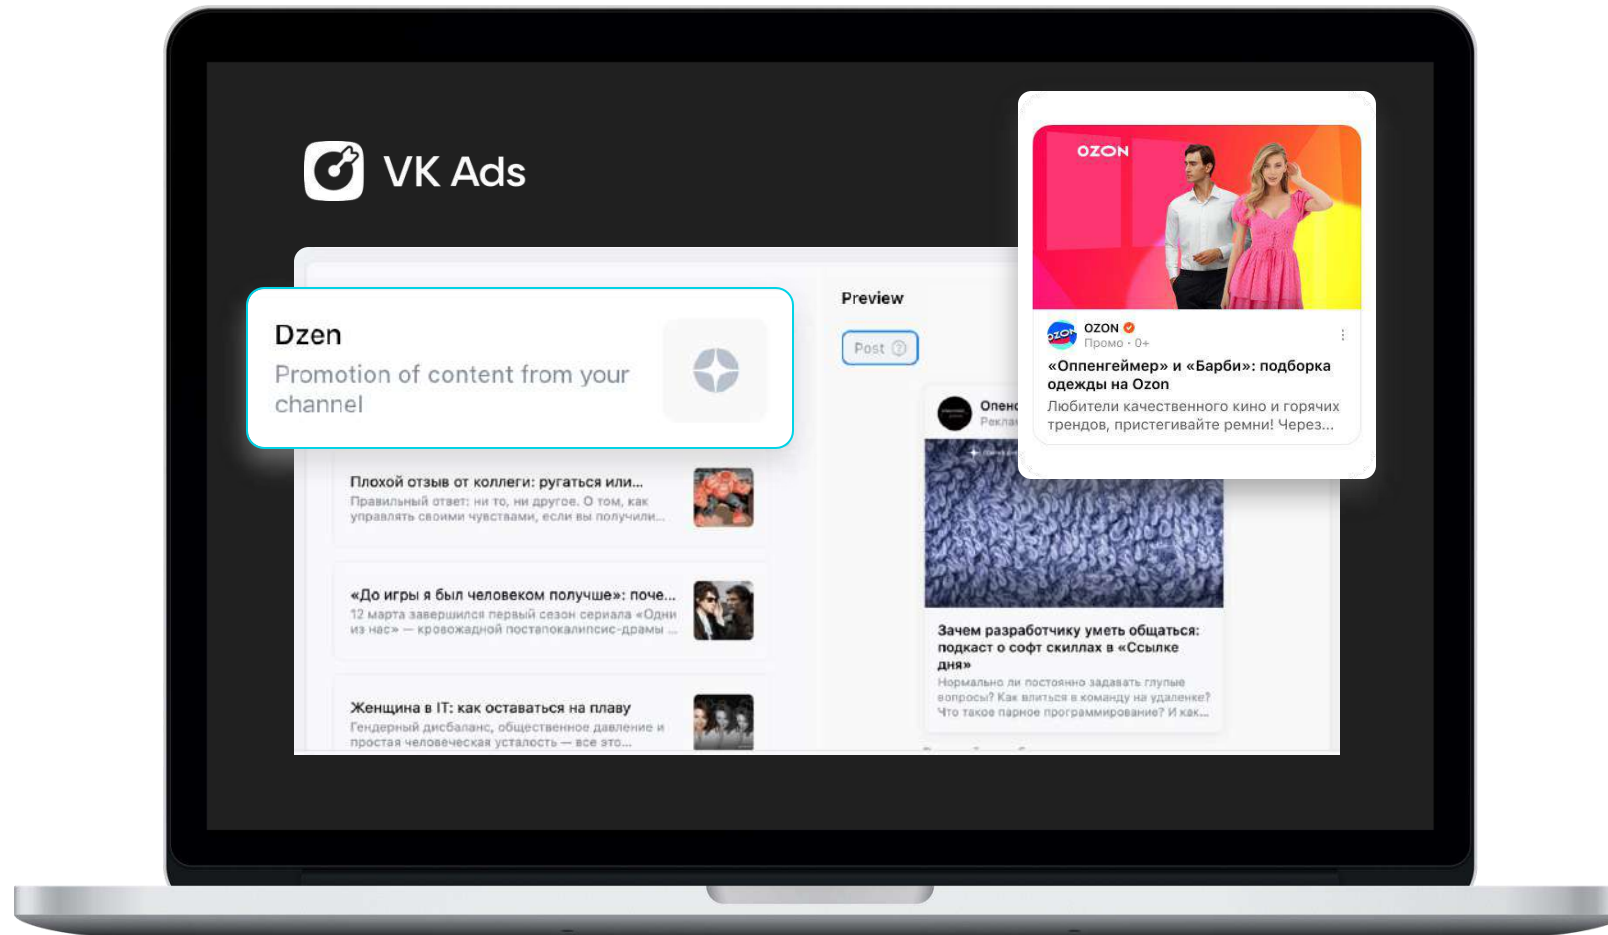 VK Ads
Dzen
Promotion of content from your
channel
Плохой отзыв от коллеги: ругаться или...
Правильный ответ: ни то, ни другое. О том, как
управлять своими чувствами, если вы получили...
«До игры я был человеком получше»: поче...
12 марта завершился первый сезон сериала «Одни
из нас» — кровожадной постапокалипсис-драмы ...
Женщина в IT: как оставаться на плаву
Гендерный дисбаланс, общественное давление и
простая человеческая усталость — все это...
Preview
Post
Зачем разработчику уметь общаться:
подкаст о софт скиллах в «Ссылке
дня»
Нормально ли постоянно задавать глупые
вопросы? Как влиться в команду на удаленке?
Что такое парное программирование? И как...
OZON
OZON
OZON
Промо · 0+
«Оппенгеймер» и «Барби»: подборка
одежды на Ozon
Любители качественного кино и горячих
трендов, пристегивайте ремни! Через...